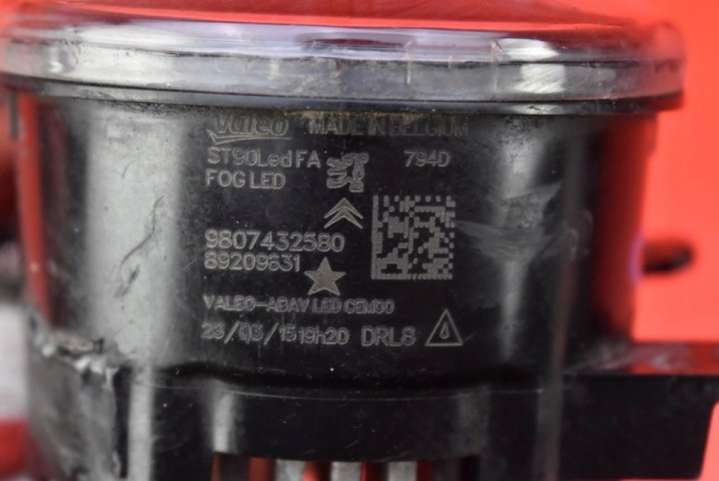 Valeo MADE IN BELGIUM
ST90Led FA 794D
FOG LED
9807432580
89209631
VALEO-ADAV LED CEM00
23/03/15 19h20 DRL8